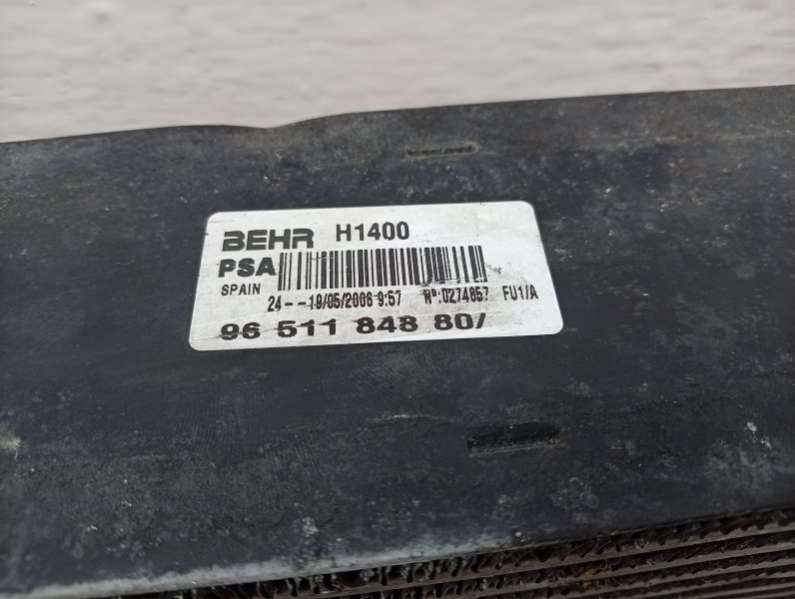 BEHR H1400
PSA
SPAIN 24--19/05/2006 9:57 Nº:0274857 FU1/A
96 511 848 80/